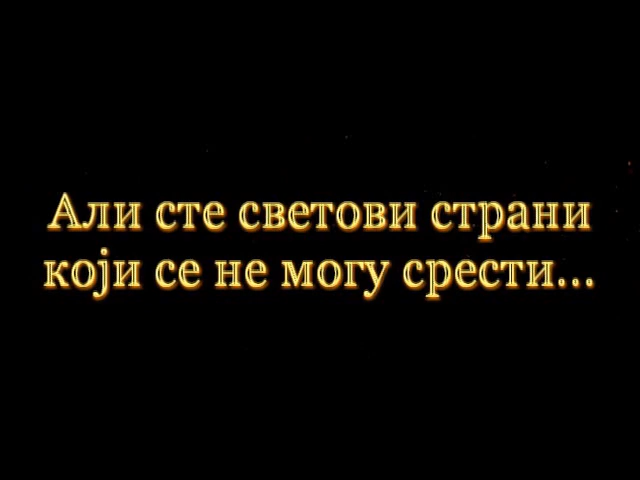 Али сте светови страни
који се не могу срести...